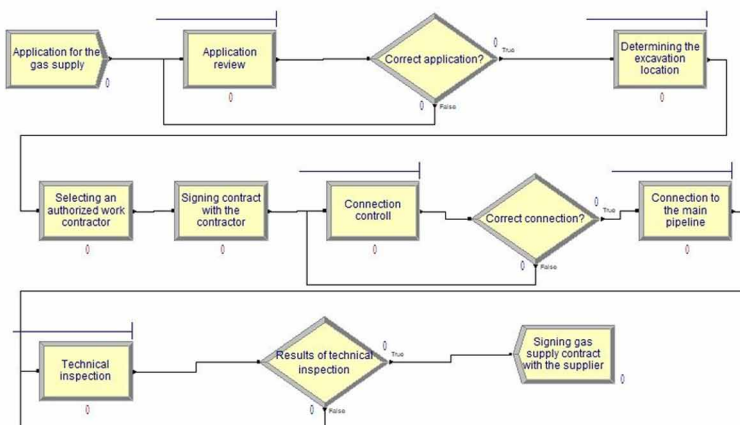 Application for the
gas supply
0
Application
review
0
Correct application?
0
True
0
False
Determining the
excavation
location
0
Selecting an
authorized work
contractor
0
Signing contract
with the
contractor
0
Connection
controll
0
Correct connection?
0
True
0
False
Connection to
the main
pipeline
0
Technical
inspection
0
Results of technical
inspection
0
True
0
False
Signing gas
supply contract
with the supplier
0